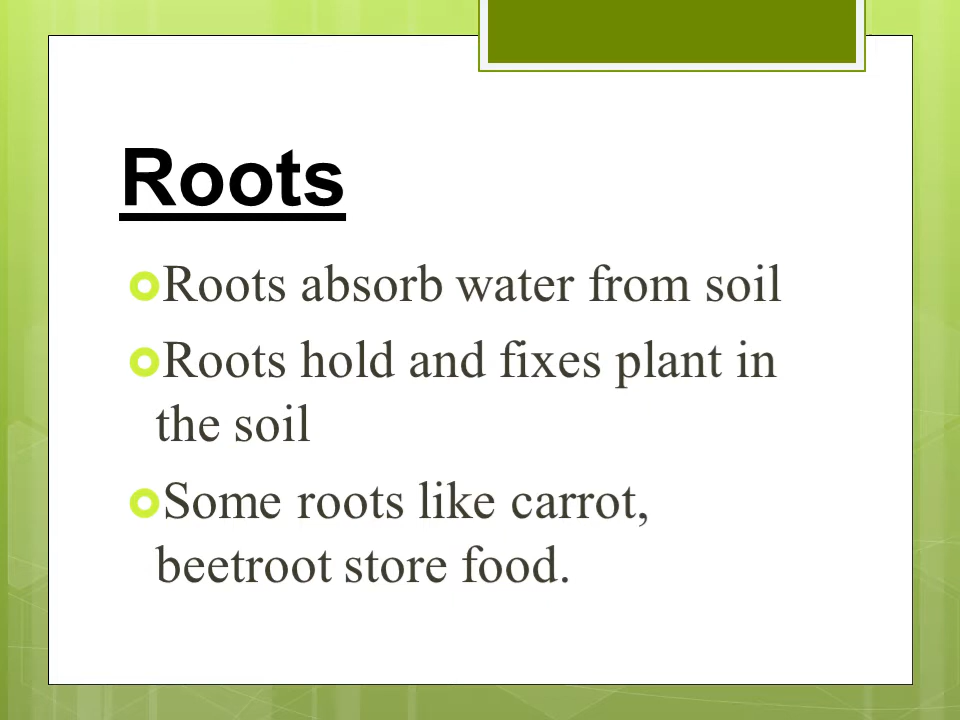 Roots
Roots absorb water from soil
Roots hold and fixes plant in
the soil
Some roots like carrot,
beetroot store food.